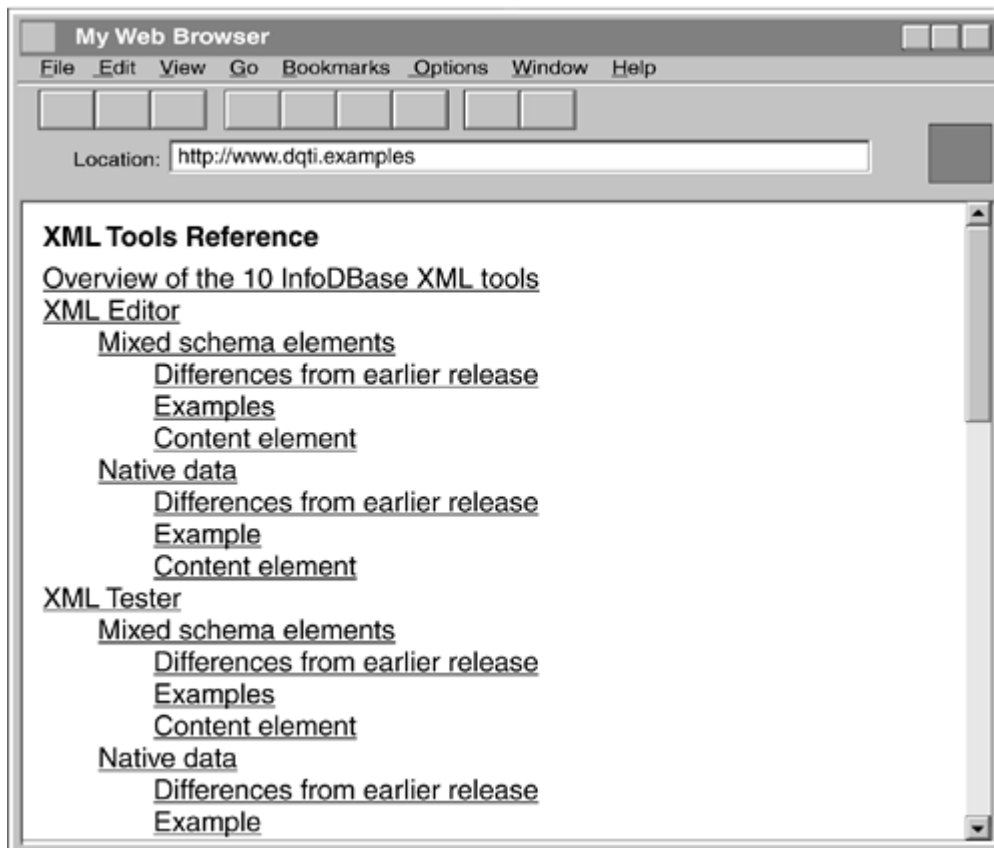 My Web Browser
File Edit View Go Bookmarks Options Window Help
Location: http://www.dqti.examples
XML Tools Reference
Overview of the 10 InfoDBase XML tools
XML Editor
Mixed schema elements
Differences from earlier release
Examples
Content element
Native data
Differences from earlier release
Example
Content element
XML Tester
Mixed schema elements
Differences from earlier release
Examples
Content element
Native data
Differences from earlier release
Example